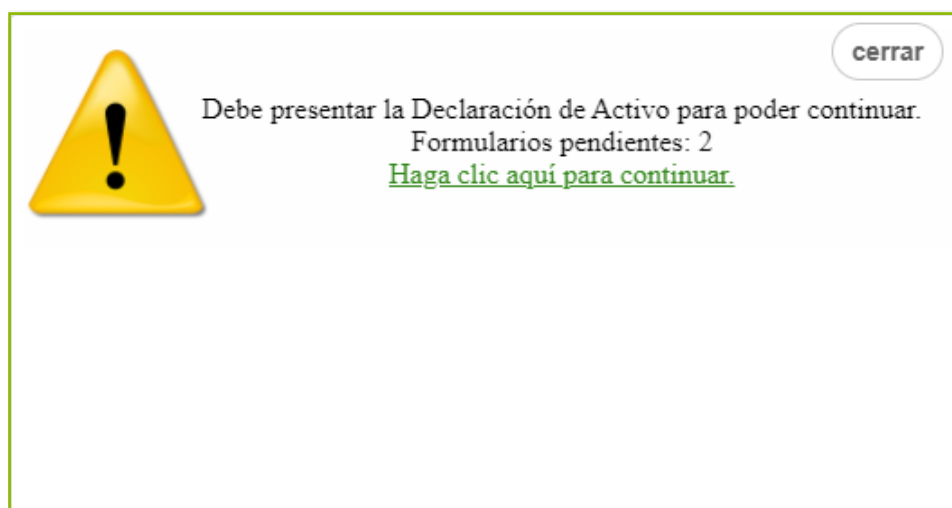 cerrar
Debe presentar la Declaración de Activo para poder continuar.
Formularios pendientes: 2
Haga clic aquí para continuar.